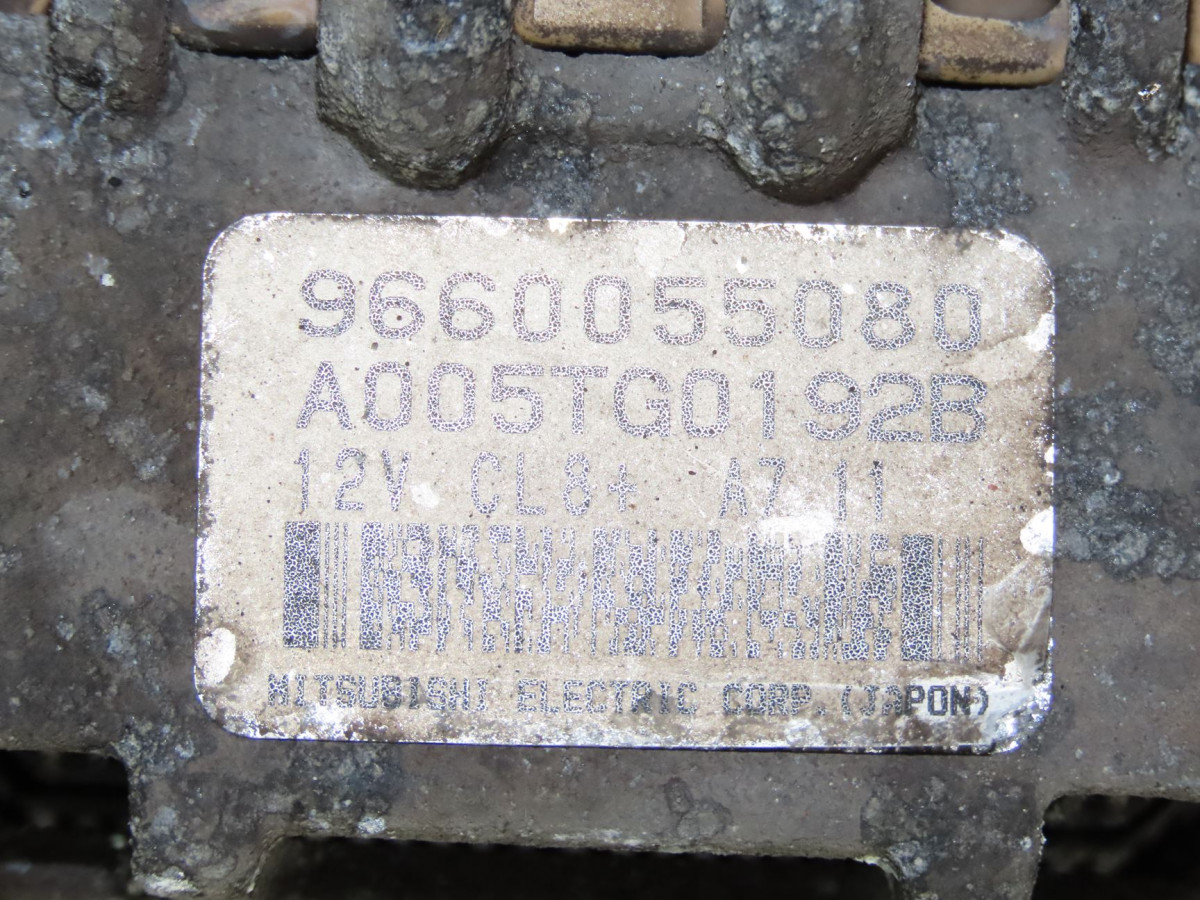 9660055080
A005TG0192B
12V CL8+ A7 11
MITSUBISHI ELECTRIC CORP.(JAPON)